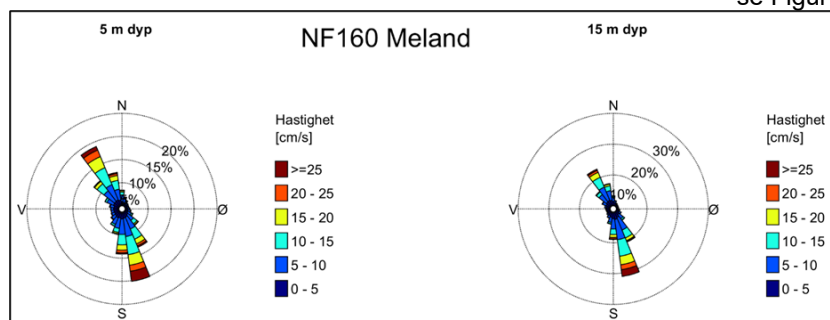 se Figur
5 m dyp
NF160 Meland
15 m dyp
N
20%
15%
10%
V
Ø
S
Hastighet
[cm/s]
>=25
20 - 25
15 - 20
10 - 15
5 - 10
0 - 5
N
30%
20%
10%
V
Ø
S
Hastighet
[cm/s]
>=25
20 - 25
15 - 20
10 - 15
5 - 10
0 - 5